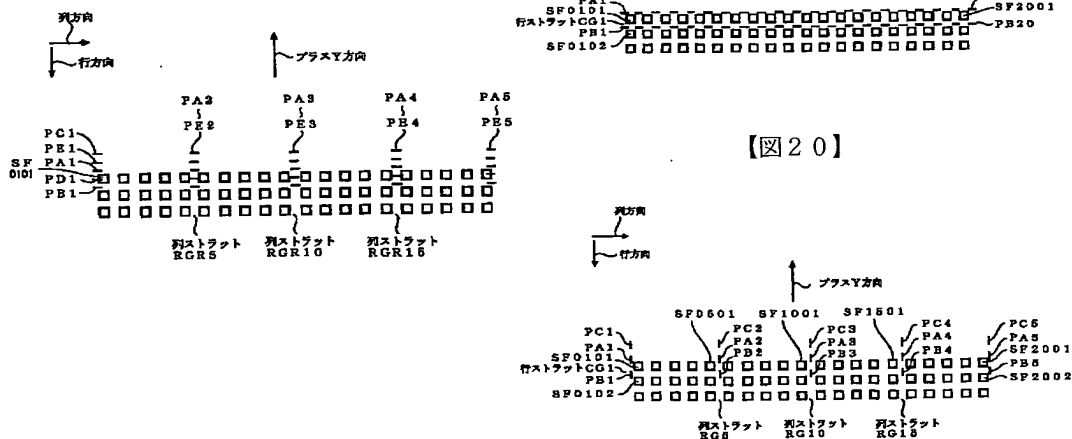 列方向
行方向
プラスY方向
PA2
PA3
PA4
PA5
PE2
PE3
PE4
PE5
PC1
PE1
PA1
SF
0101
PD1
PB1
列ストラット
RGR5
列ストラット
RGR10
列ストラット
RGR15
PA1
SF0101
行ストラットCG1
PB1
SF0102
SF2001
PB20
【図20】
列方向
行方向
プラスY方向
SF0501
SF1001
SF1501
PC1
PA1
SF0101
行ストラットCG1
PB1
SF0102
PC2
PA2
PB2
PC3
PA3
PB3
PC4
PA4
PB4
PC5
PA5
SF2001
PB5
SF2002
列ストラット
RG5
列ストラット
RG10
列ストラット
RG15